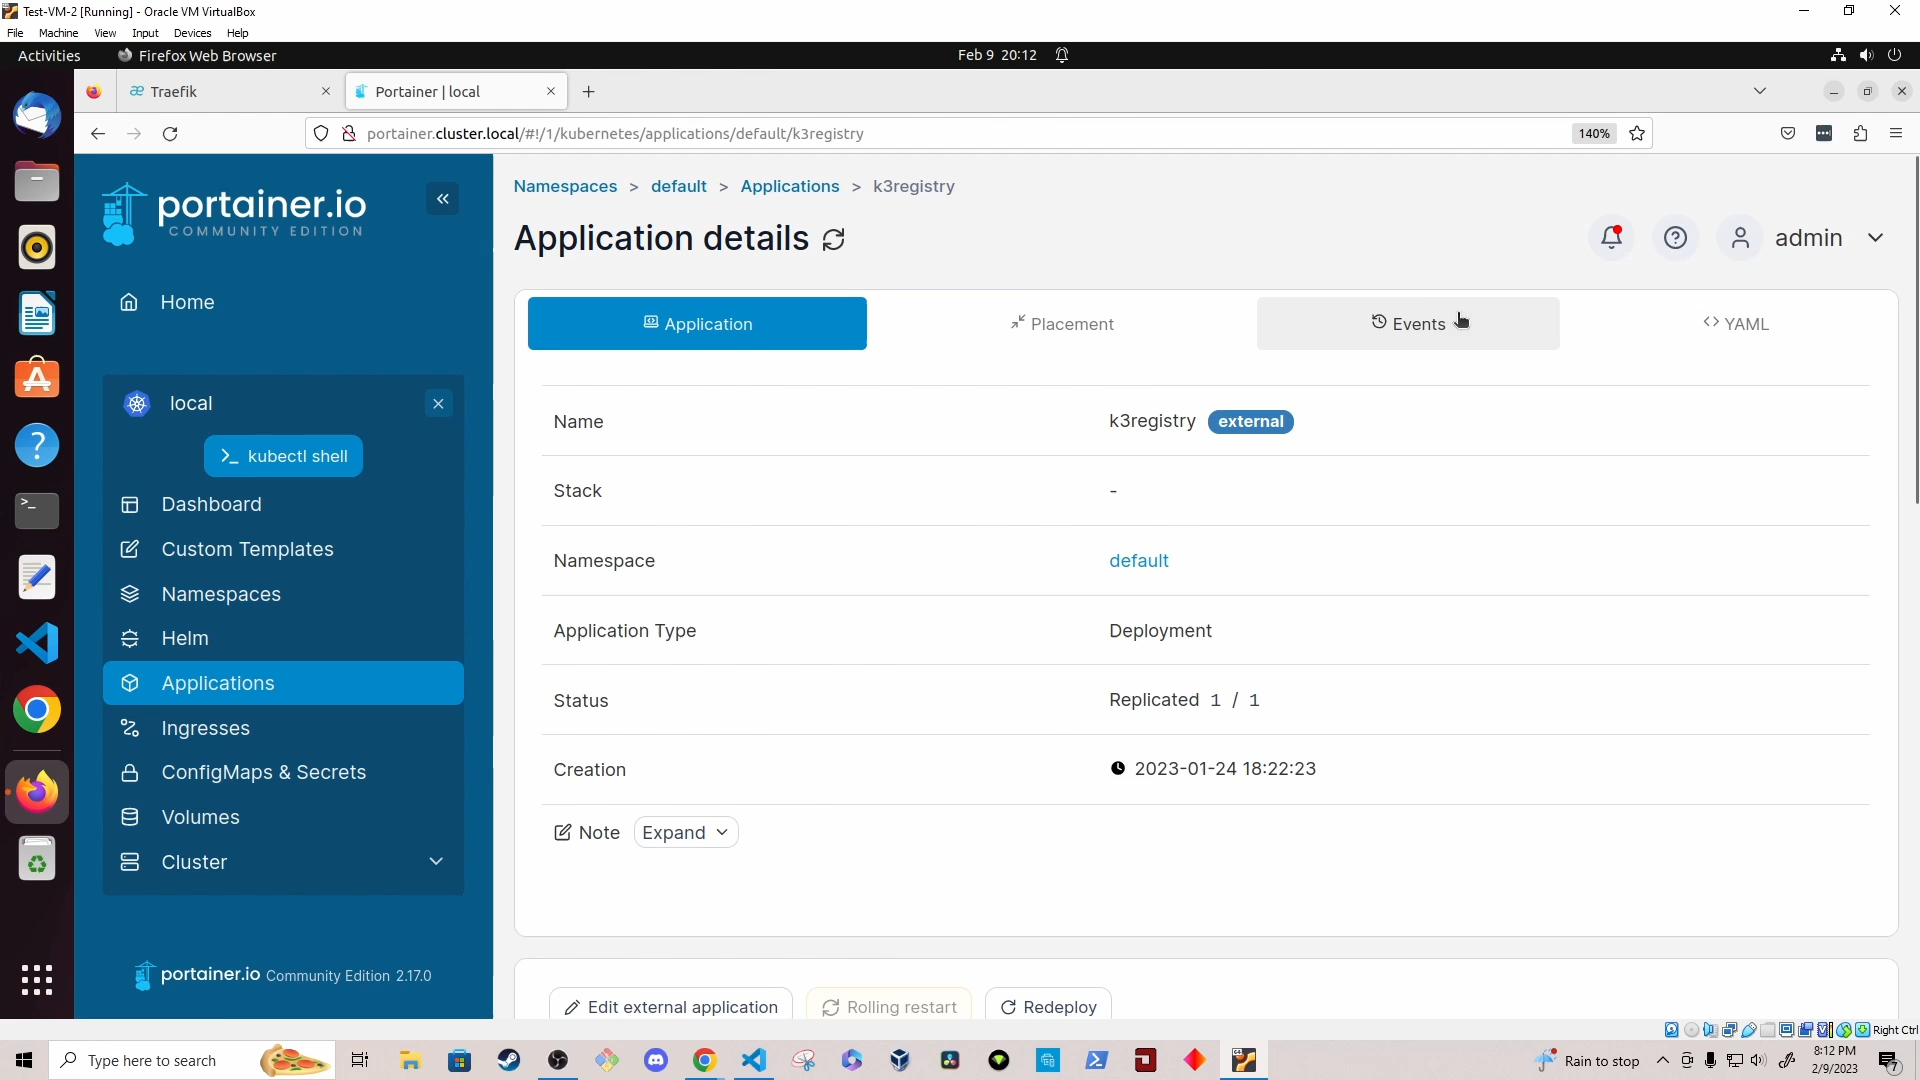 Test-VM-2 [Running] - Oracle VM VirtualBox
File Machine View Input Devices Help
Activities Firefox Web Browser Feb 9 20:12
Traefik Portainer | local
portainer.cluster.local/#!/1/kubernetes/applications/default/k3registry 140%
portainer.io
COMMUNITY EDITION
Home
local
>_ kubectl shell
Dashboard
Custom Templates
Namespaces
Helm
Applications
Ingresses
ConfigMaps & Secrets
Volumes
Cluster
portainer.io Community Edition 2.17.0
Namespaces > default > Applications > k3registry
Application details
admin
Application Placement Events YAML
Name k3registry external
Stack -
Namespace default
Application Type Deployment
Status Replicated 1 / 1
Creation 2023-01-24 18:22:23
Note Expand
Edit external application Rolling restart Redeploy
Right Ctrl
Type here to search
Rain to stop
8:12 PM
2/9/2023
7